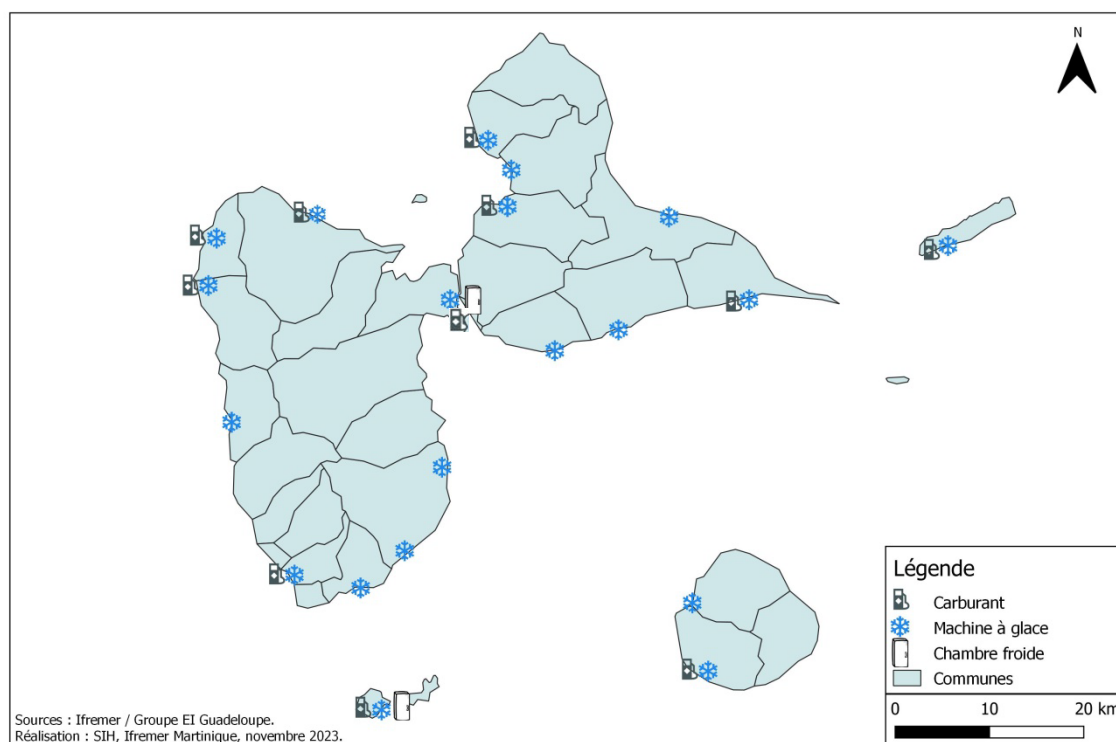 N
Légende
Carburant
Machine à glace
Chambre froide
Communes
0 10 20 km
Sources : Ifremer / Groupe EI Guadeloupe.
Réalisation : SIH, Ifremer Martinique, novembre 2023.